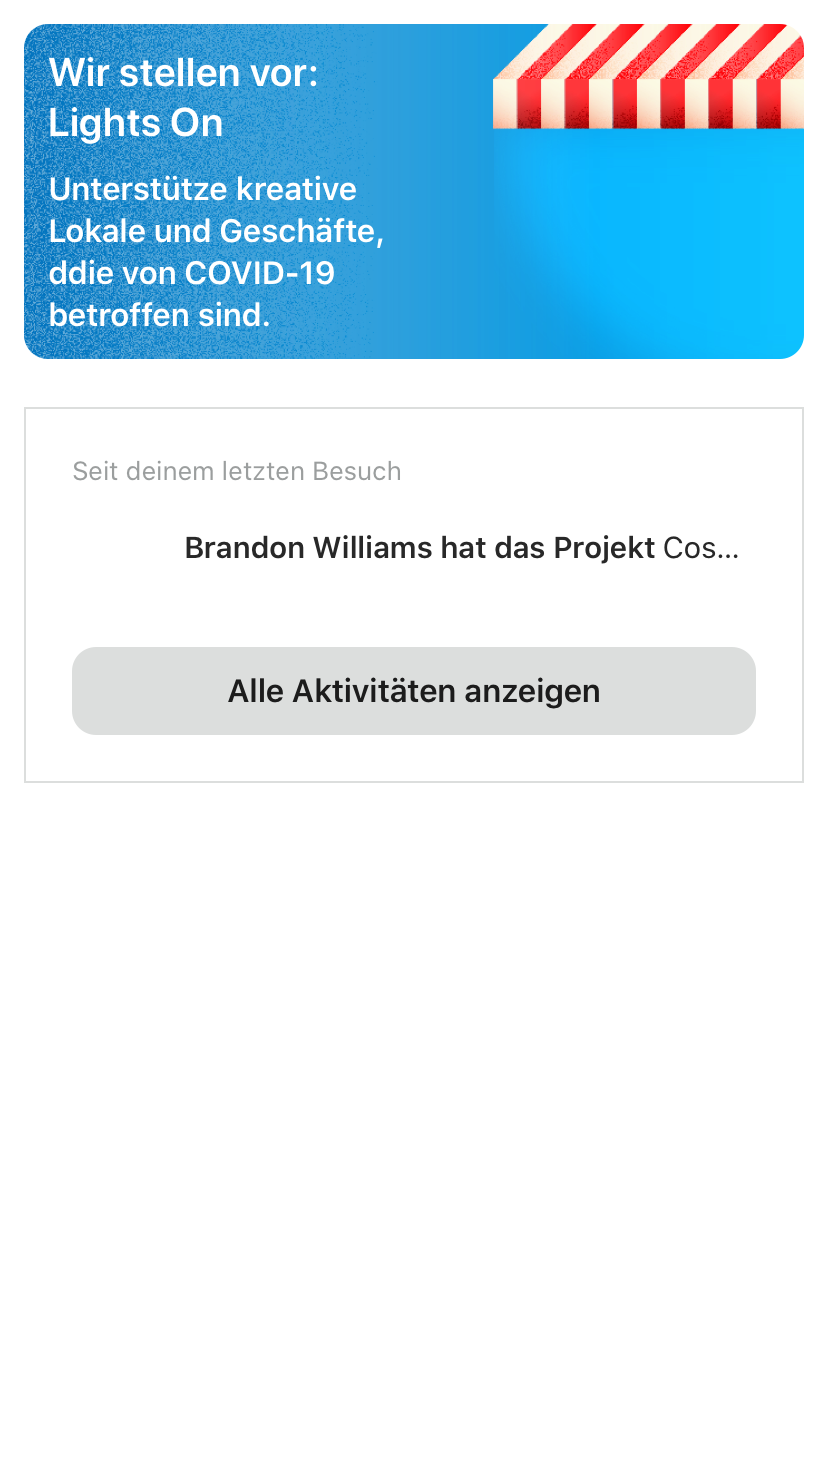 Wir stellen vor:
Lights On
Unterstütze kreative
Lokale und Geschäfte,
ddie von COVID-19
betroffen sind.
Seit deinem letzten Besuch
Brandon Williams hat das Projekt Cos...
Alle Aktivitäten anzeigen